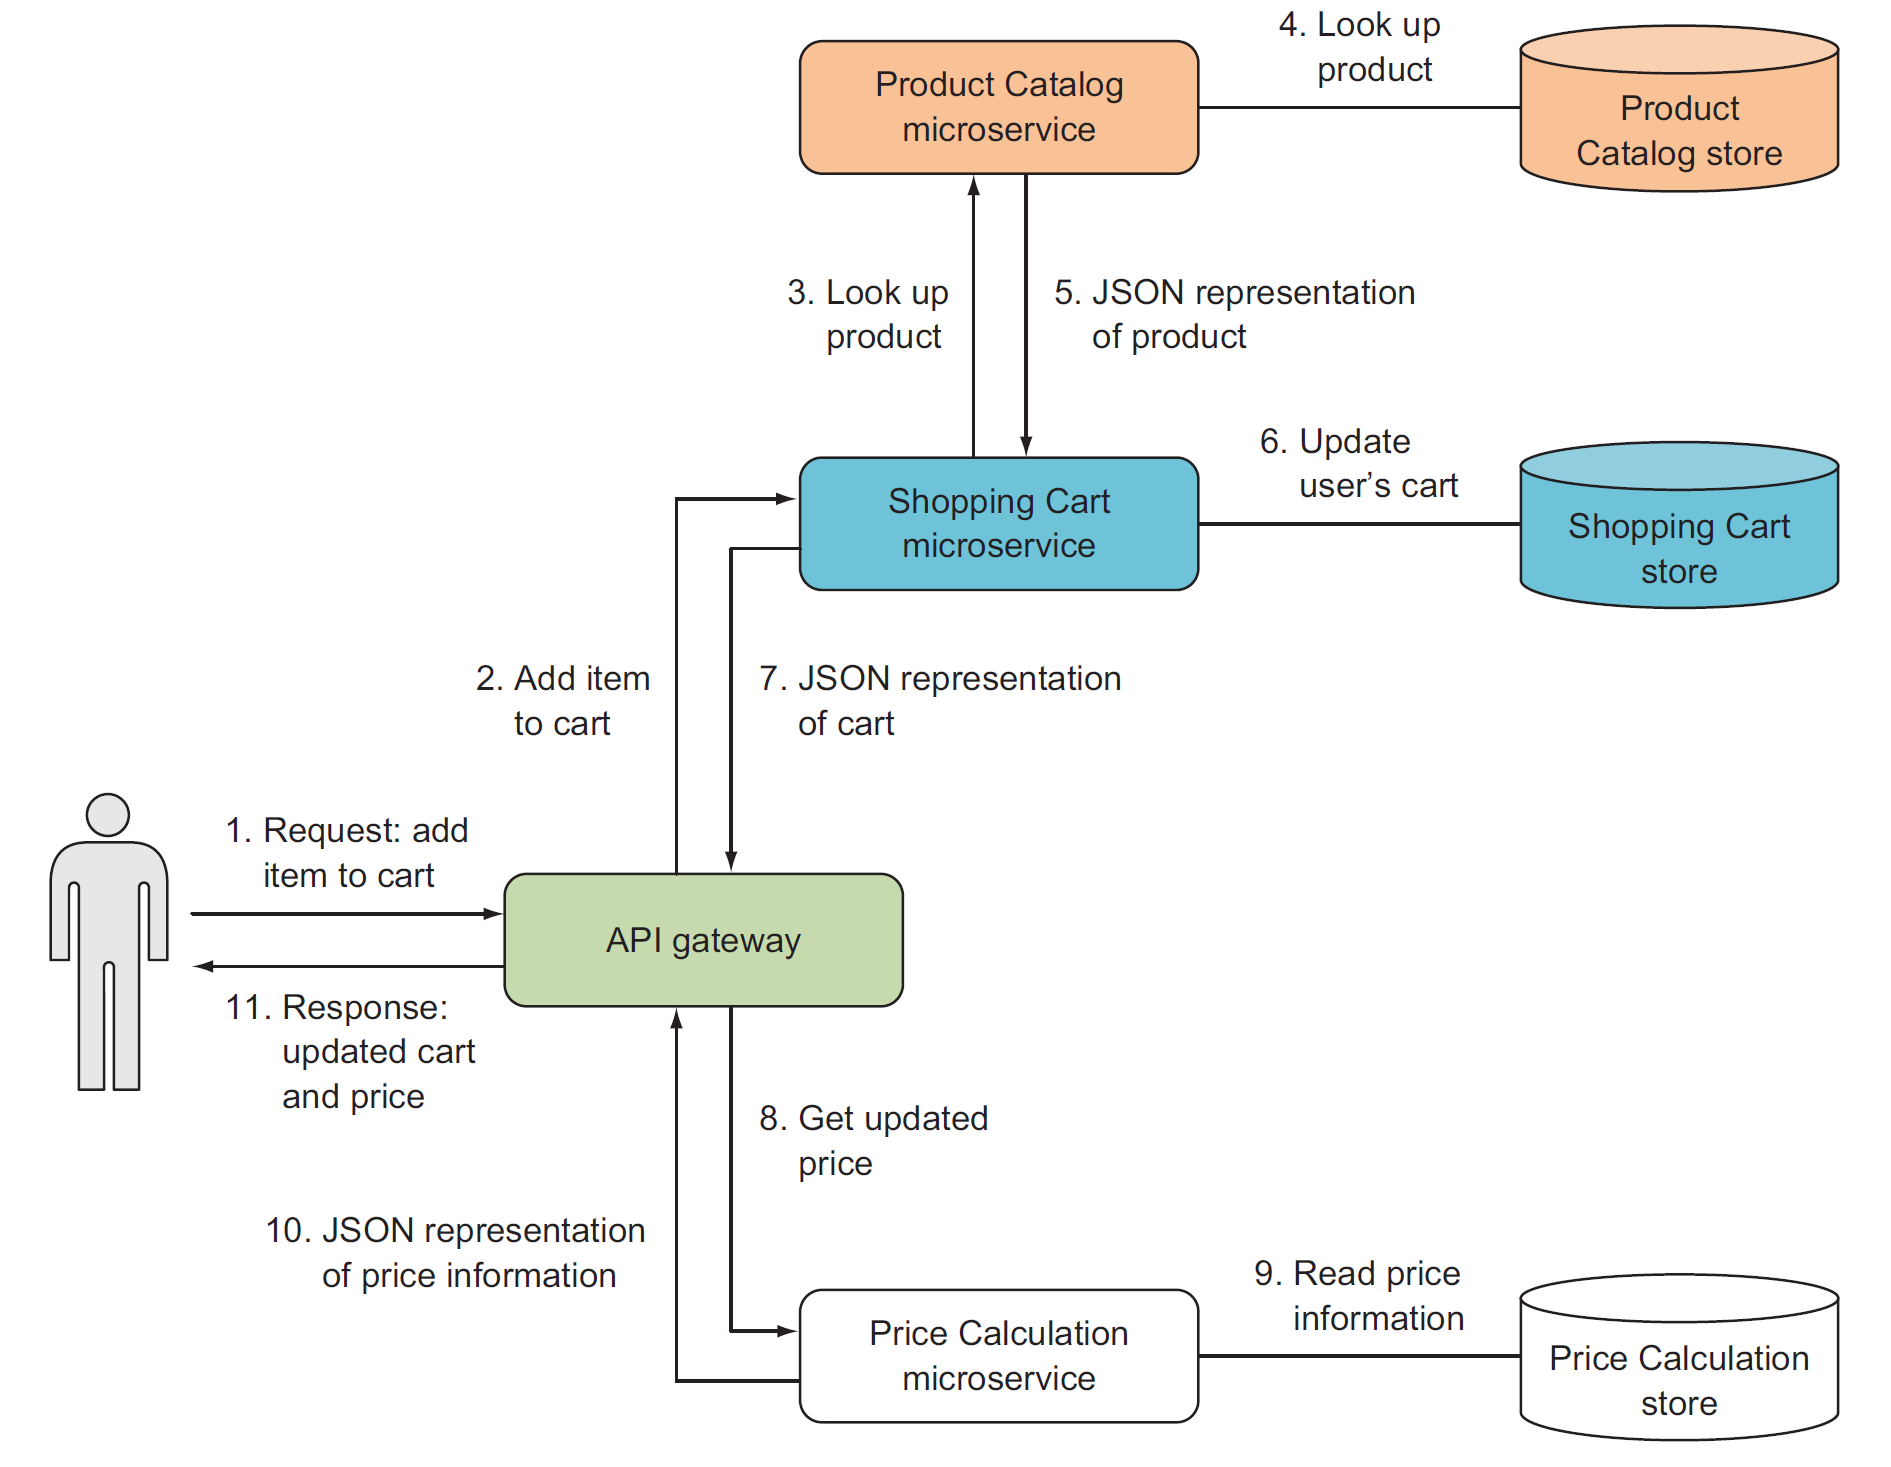 4. Look up
product
Product Catalog
microservice
Product
Catalog store
3. Look up
product
5. JSON representation
of product
6. Update
user’s cart
Shopping Cart
microservice
Shopping Cart
store
2. Add item
to cart
7. JSON representation
of cart
1. Request: add
item to cart
API gateway
11. Response:
updated cart
and price
8. Get updated
price
10. JSON representation
of price information
9. Read price
information
Price Calculation
microservice
Price Calculation
store